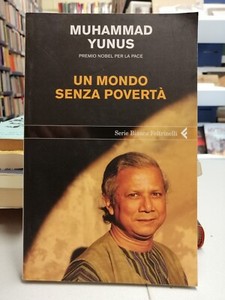 MUHAMMAD
YUNUS
PREMIO NOBEL PER LA PACE
UN MONDO
SENZA POVERTÀ
Serie Bianca Feltrinelli